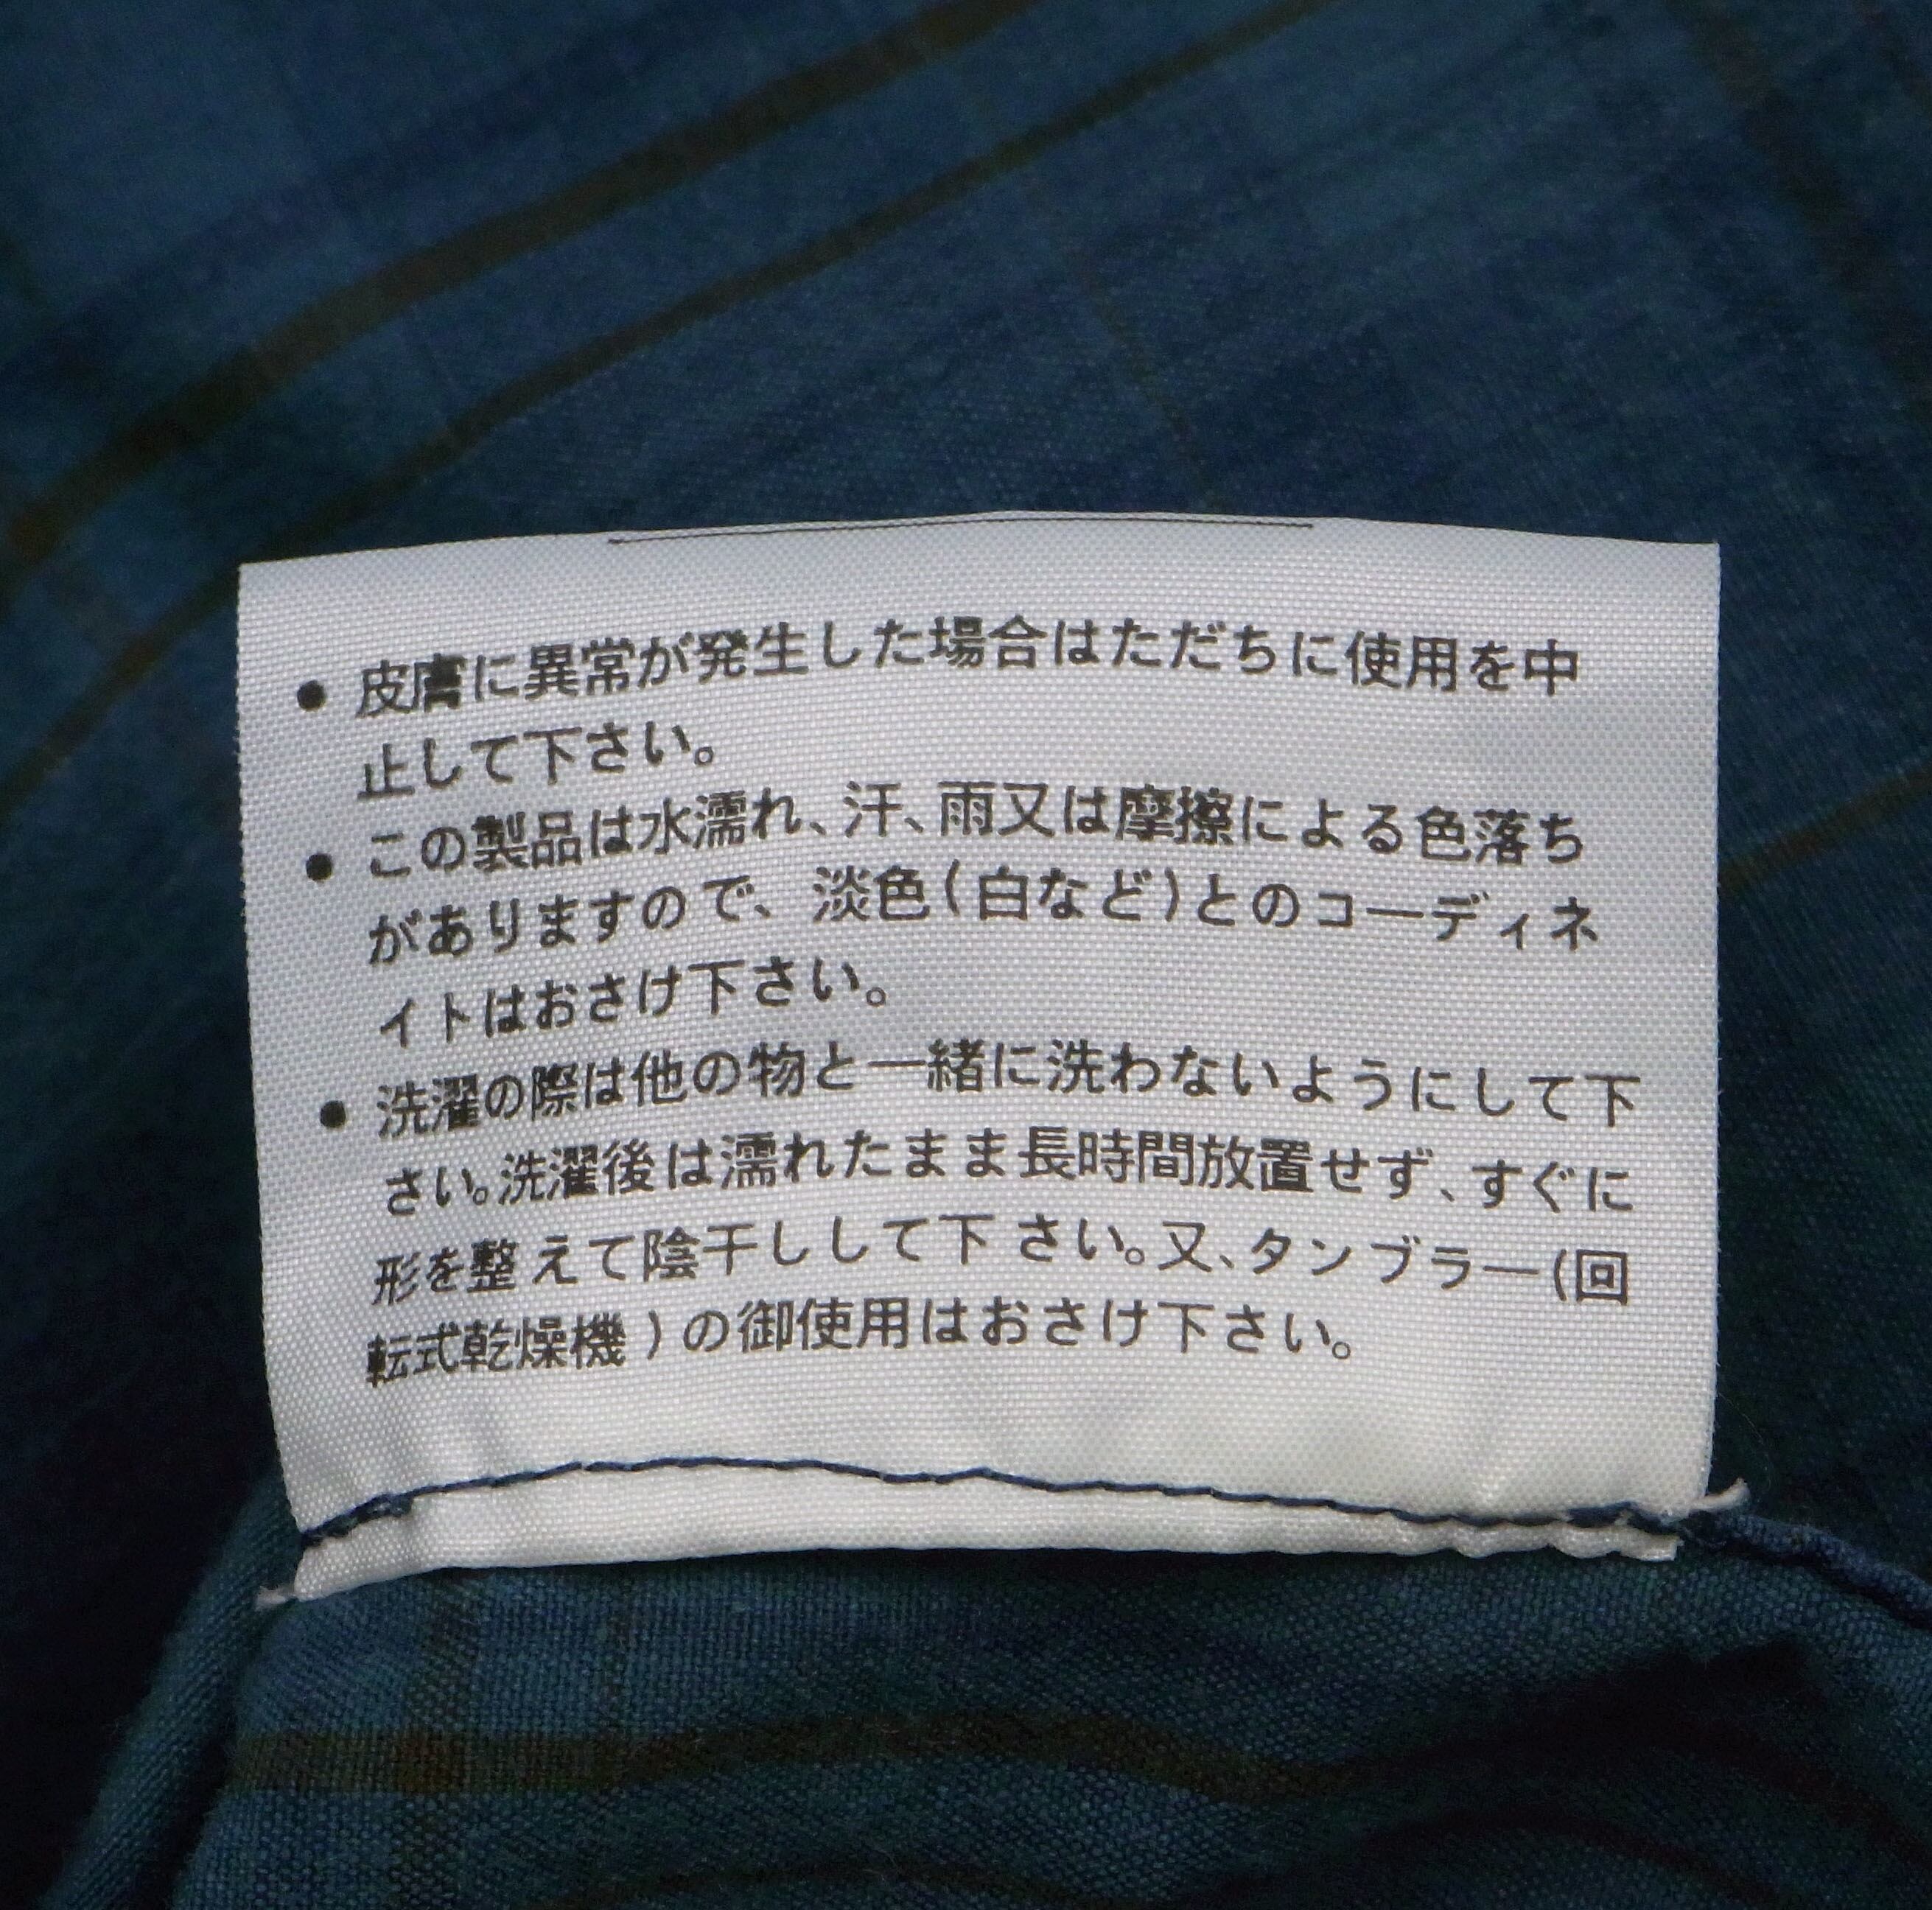 ● 皮膚に異常が発生した場合はただちに使用を中
止して下さい。
● この製品は水濡れ、汗、雨又は摩擦による色落ち
がありますので、淡色(白など)とのコーディネ
イトはおさけ下さい。
● 洗濯の際は他の物と一緒に洗わないようにして下
さい。洗濯後は濡れたまま長時間放置せず、すぐに
形を整えて陰干しして下さい。又、タンブラー(回
転式乾燥機)の御使用はおさけ下さい。